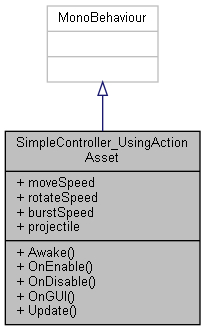 MonoBehaviour
SimpleController_UsingAction
Asset
+ moveSpeed
+ rotateSpeed
+ burstSpeed
+ projectile
+ Awake()
+ OnEnable()
+ OnDisable()
+ OnGUI()
+ Update()